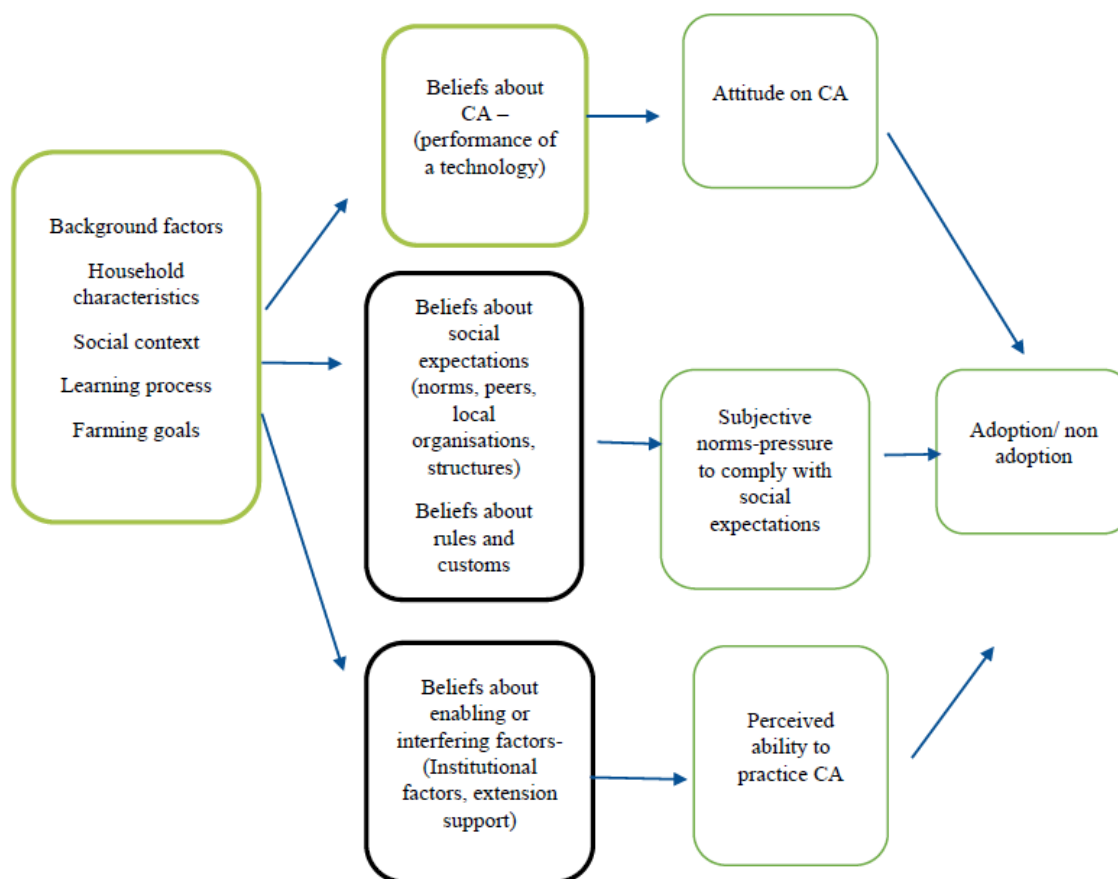 Background factors
Household
characteristics
Social context
Learning process
Farming goals
Beliefs about
CA –
(performance of
a technology)
Attitude on CA
Beliefs about
social
expectations
(norms, peers,
local
organisations,
structures)
Beliefs about
rules and
customs
Subjective
norms-pressure
to comply with
social
expectations
Adoption/ non
adoption
Beliefs about
enabling or
interfering factors-
(Institutional
factors, extension
support)
Perceived
ability to
practice CA